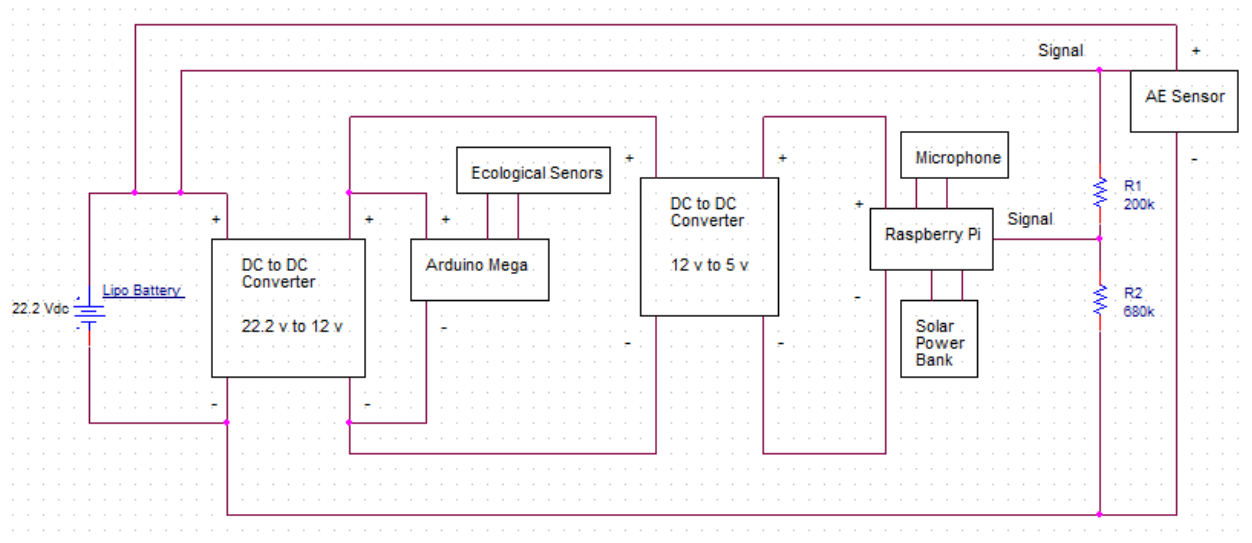 Signal
+
AE Sensor
-
Ecological Senors
+
-
DC to DC
Converter
12 v to 5 v
+
-
Microphone
Raspberry Pi
+
-
Signal
Solar
Power
Bank
R1
200k
R2
680k
+
+
+
Arduino Mega
-
DC to DC
Converter
22.2 v to 12 v
-
-
Lipo Battery
22.2 Vdc
+
-